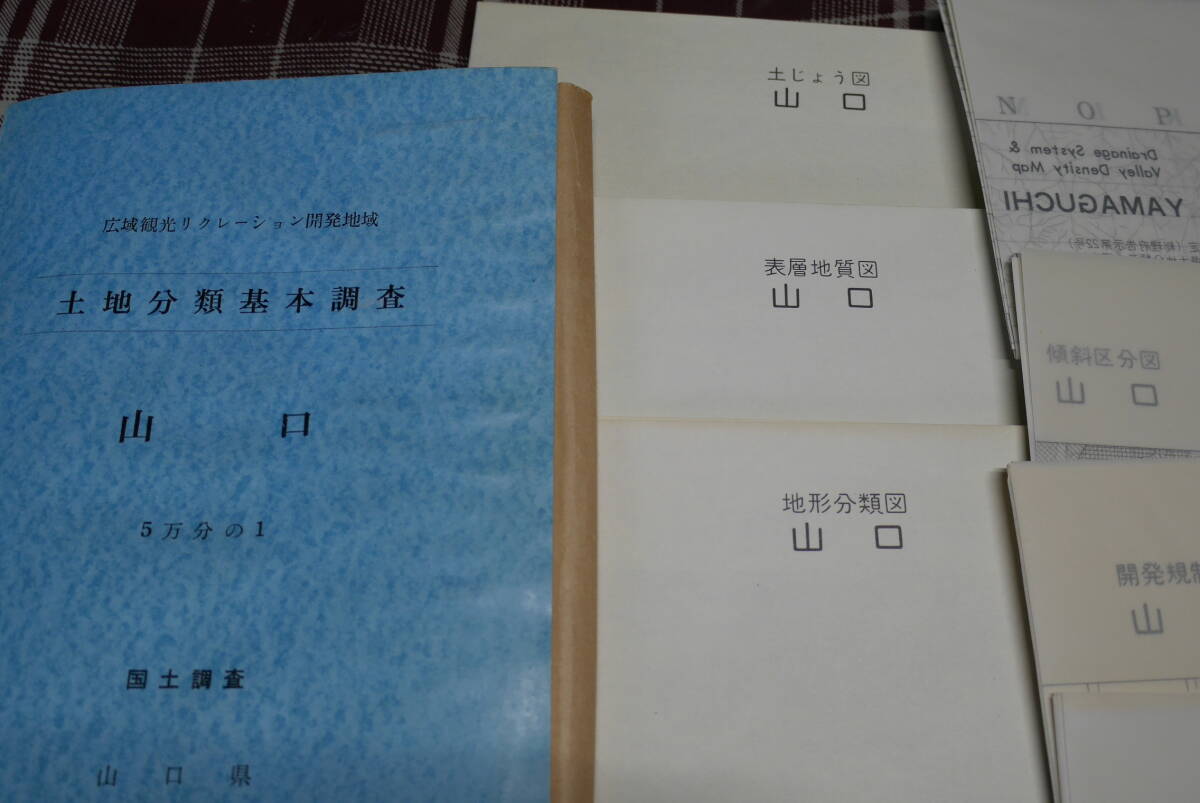 広域観光リクレーション開発地域
土地分類基本調査
山口
5万分の1
国土調査
山口県
土じょう図
山口
表層地質図
山口
地形分類図
山口
N O P
Drainage System &
Valley Density Map
YAMAGUCHI
傾斜区分図
山口
開発規制
山